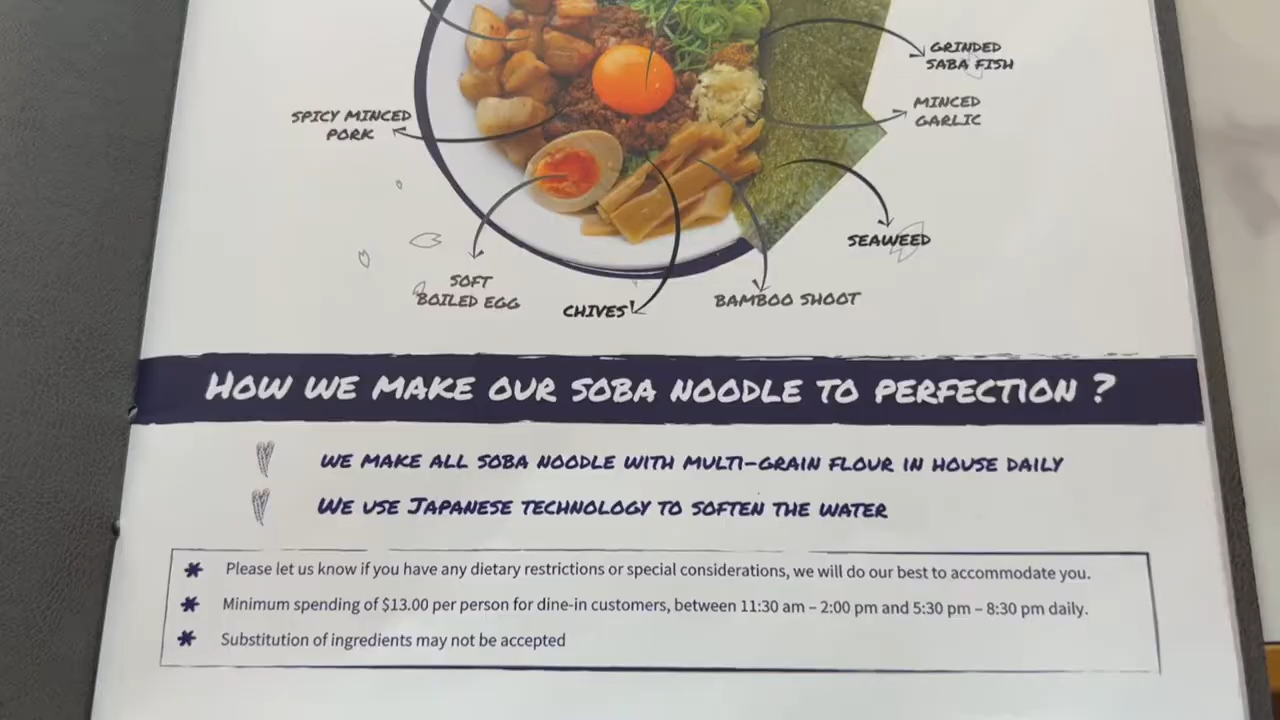 GRINDED
SABA FISH
MINCED
GARLIC
SPICY MINCED
PORK
SEAWEED
SOFT
BOILED EGG
CHIVES
BAMBOO SHOOT
HOW WE MAKE OUR SOBA NOODLE TO PERFECTION ?
WE MAKE ALL SOBA NOODLE WITH MULTI-GRAIN FLOUR IN HOUSE DAILY
WE USE JAPANESE TECHNOLOGY TO SOFTEN THE WATER
* Please let us know if you have any dietary restrictions or special considerations, we will do our best to accommodate you.
* Minimum spending of $13.00 per person for dine-in customers, between 11:30 am – 2:00 pm and 5:30 pm – 8:30 pm daily.
* Substitution of ingredients may not be accepted